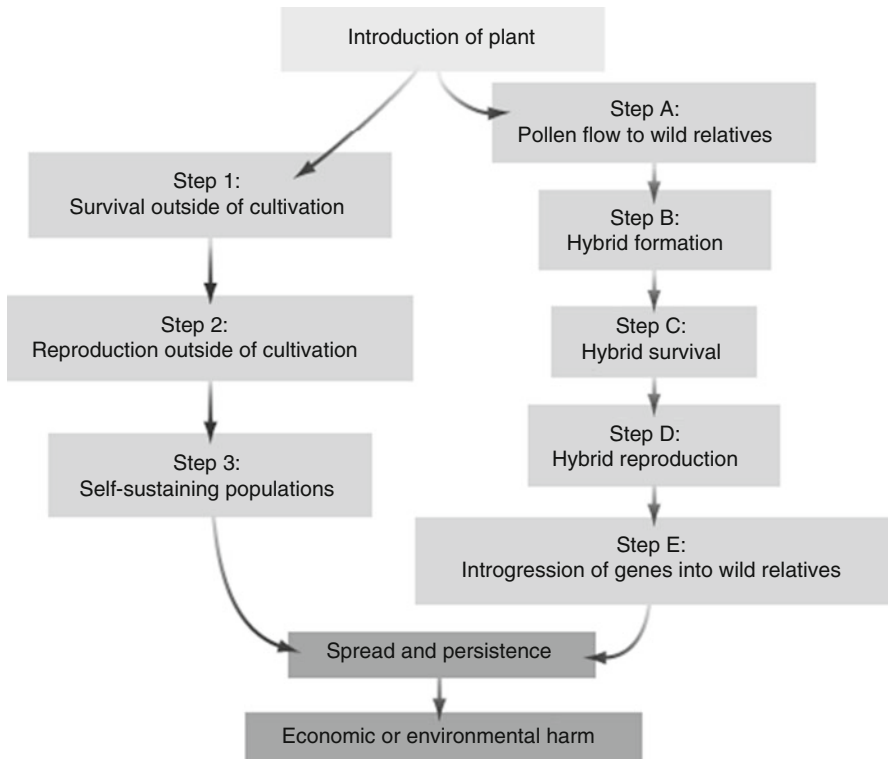 Introduction of plant
Step A:
Pollen flow to wild relatives
Step 1:
Survival outside of cultivation
Step B:
Hybrid formation
Step 2:
Reproduction outside of cultivation
Step C:
Hybrid survival
Step D:
Hybrid reproduction
Step 3:
Self-sustaining populations
Step E:
Introgression of genes into wild relatives
Spread and persistence
Economic or environmental harm